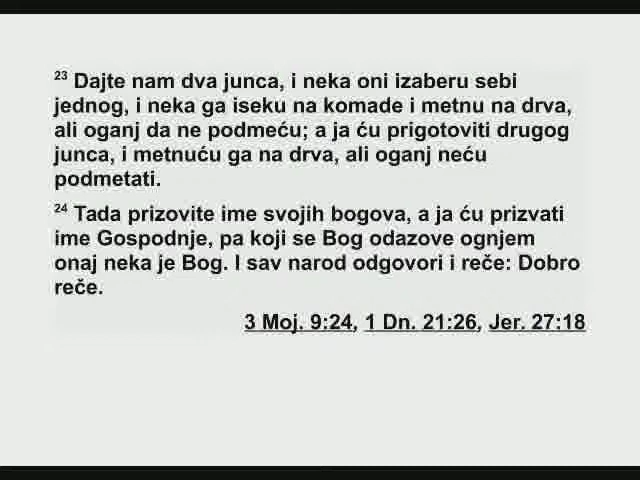 23 Dajte nam dva junca, i neka oni izaberu sebi
jednog, i neka ga iseku na komade i metnu na drva,
ali oganj da ne podmeću; a ja ću prigotoviti drugog
junca, i metnuću ga na drva, ali oganj neću
podmetati.
24 Tada prizovite ime svojih bogova, a ja ću prizvati
ime Gospodnje, pa koji se Bog odazove ognjem
onaj neka je Bog. I sav narod odgovori i reče: Dobro
reče.
3 Moj. 9:24, 1 Dn. 21:26, Jer. 27:18